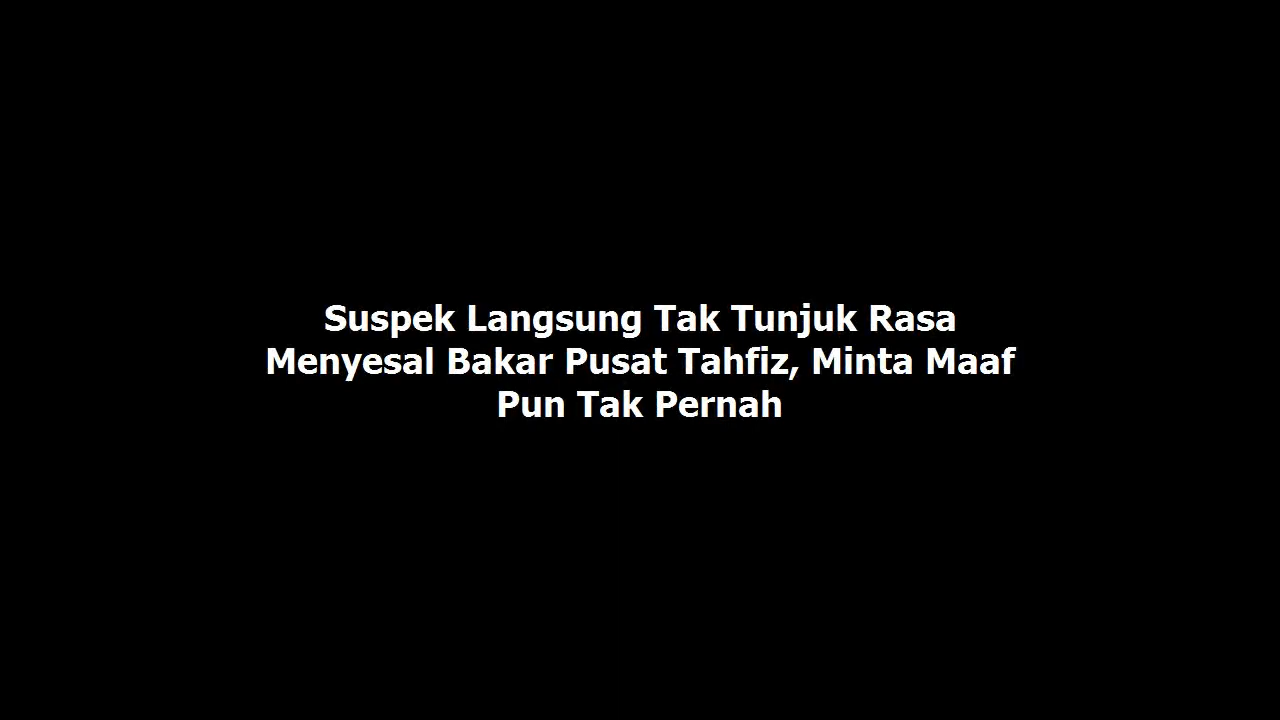 Suspek Langsung Tak Tunjuk Rasa
Menyesal Bakar Pusat Tahfiz, Minta Maaf
Pun Tak Pernah